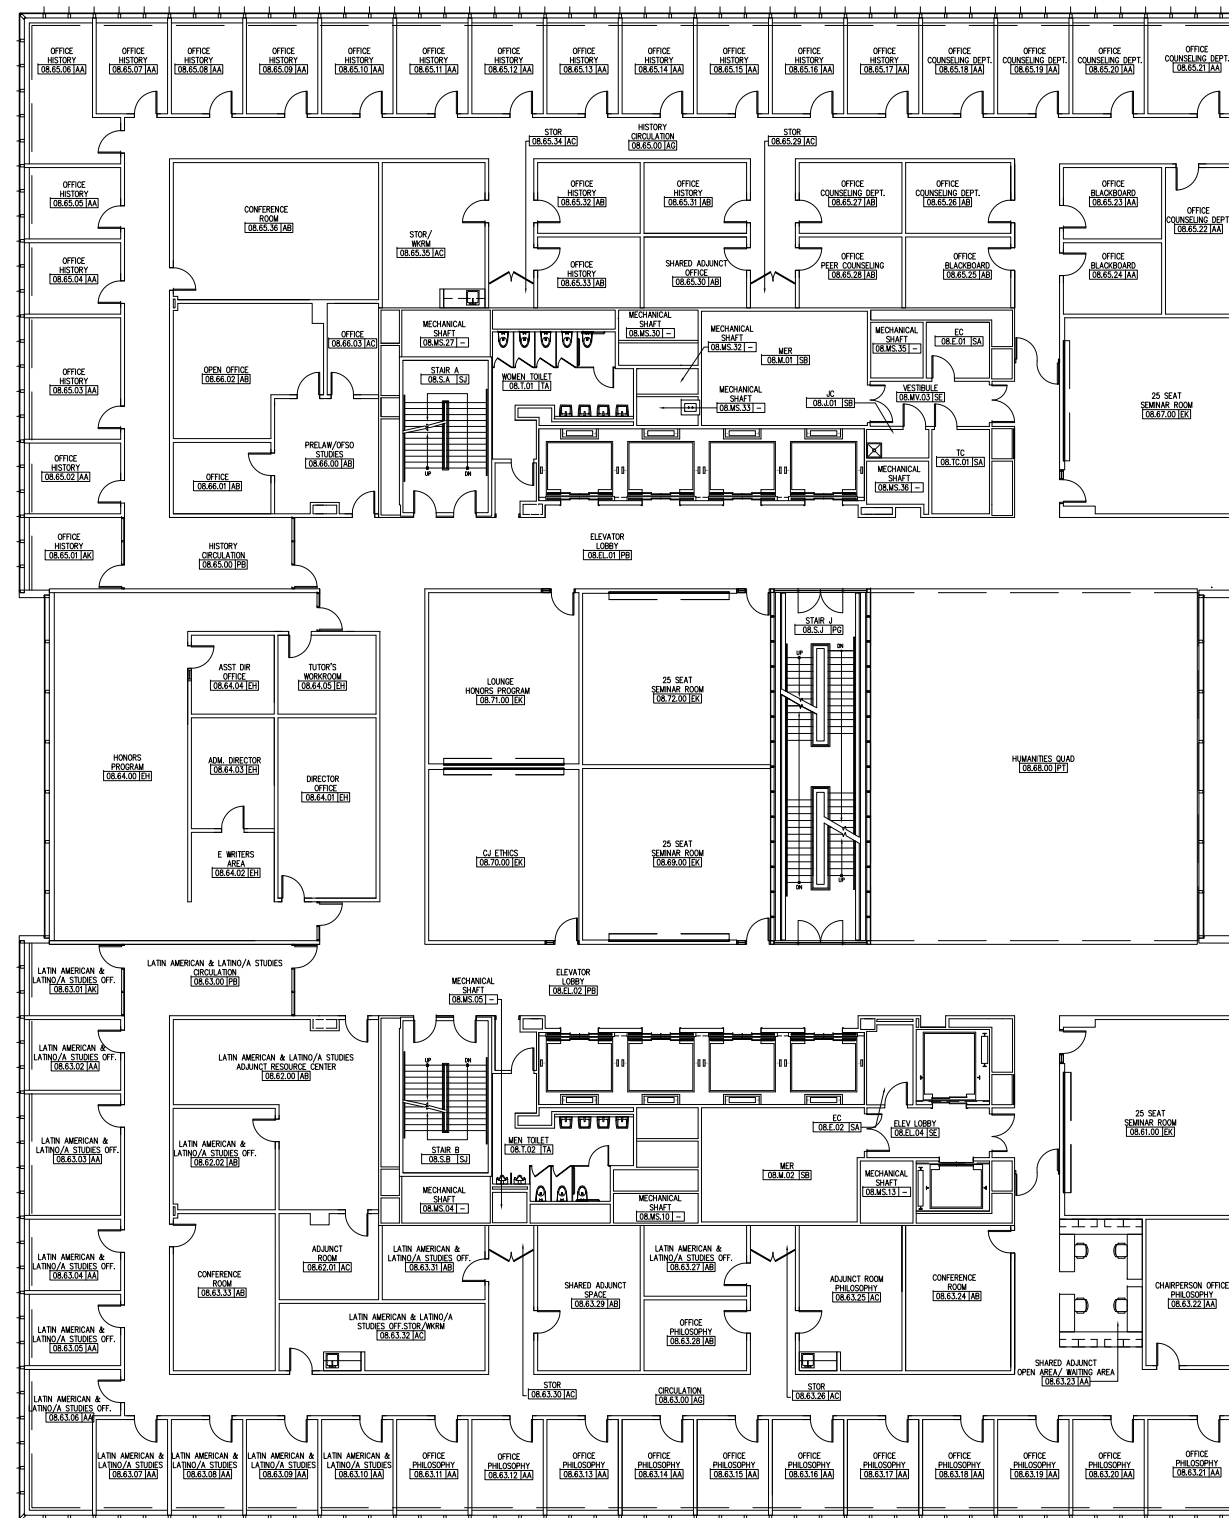 OFFICE
HISTORY
08.65.06 AA
OFFICE
HISTORY
08.65.07 AA
OFFICE
HISTORY
08.65.08 AA
OFFICE
HISTORY
08.65.09 AA
OFFICE
HISTORY
08.65.10 AA
OFFICE
HISTORY
08.65.11 AA
OFFICE
HISTORY
08.65.12 AA
OFFICE
HISTORY
08.65.13 AA
OFFICE
HISTORY
08.65.14 AA
OFFICE
HISTORY
08.65.15 AA
OFFICE
HISTORY
08.65.16 AA
OFFICE
HISTORY
08.65.17 AA
OFFICE
COUNSELING DEPT.
08.65.18 AA
OFFICE
COUNSELING DEPT.
08.65.19 AA
OFFICE
COUNSELING DEPT.
08.65.20 AA
OFFICE
COUNSELING DEPT.
08.65.21 AA
STOR
08.65.34 AC
HISTORY
CIRCULATION
08.65.00 AG
STOR
08.65.29 AC
OFFICE
HISTORY
08.65.05 AA
CONFERENCE
ROOM
08.65.36 AB
STOR/
WKRM
08.65.35 AC
OFFICE
HISTORY
08.65.32 AB
OFFICE
HISTORY
08.65.31 AB
OFFICE
COUNSELING DEPT.
08.65.27 AB
OFFICE
COUNSELING DEPT.
08.65.26 AB
OFFICE
BLACKBOARD
08.65.23 AA
OFFICE
COUNSELING DEPT
08.65.22 AA
OFFICE
HISTORY
08.65.04 AA
OFFICE
HISTORY
08.65.33 AB
SHARED ADJUNCT
OFFICE
08.65.30 AB
OFFICE
PEER COUNSELING
08.65.28 AB
OFFICE
BLACKBOARD
08.65.25 AB
OFFICE
BLACKBOARD
08.65.24 AA
MECHANICAL
SHAFT
08.MS.27 -
MECHANICAL
SHAFT
08.MS.30 -
MECHANICAL
SHAFT
08.MS.32 -
MER
08.M.01 SB
MECHANICAL
SHAFT
08.MS.35 -
EC
08.E.01 SA
OFFICE
08.66.03 AC
OPEN OFFICE
08.66.02 AB
OFFICE
HISTORY
08.65.03 AA
STAIR A
08.S.A SJ
WOMEN TOILET
08.T.01 TA
MECHANICAL
SHAFT
08.MS.33 -
JC
08.J.01 SB
VESTIBULE
08.MV.03 SE
25 SEAT
SEMINAR ROOM
08.67.00 EK
PRELAW/OFSO
STUDIES
08.66.00 AB
OFFICE
HISTORY
08.65.02 AA
OFFICE
08.66.01 AB
UP
DN
MECHANICAL
SHAFT
08.MS.36 -
TC
08.TC.01 SA
OFFICE
HISTORY
08.65.01 AK
HISTORY
CIRCULATION
08.65.00 PB
ELEVATOR
LOBBY
08.EL.01 PB
STAIR J
08.S.J PG
UP
DN
ASST DIR
OFFICE
08.64.04 EH
TUTOR'S
WORKROOM
08.64.05 EH
LOUNGE
HONORS PROGRAM
08.71.00 EK
25 SEAT
SEMINAR ROOM
08.72.00 EK
HONORS
PROGRAM
08.64.00 EH
ADM. DIRECTOR
08.64.03 EH
DIRECTOR
OFFICE
08.64.01 EH
HUMANITIES QUAD
08.68.00 PT
E WRITERS
AREA
08.64.02 EH
CJ ETHICS
08.70.00 EK
25 SEAT
SEMINAR ROOM
08.69.00 EK
DN
UP
LATIN AMERICAN &
LATINO/A STUDIES OFF.
08.63.01 AK
LATIN AMERICAN & LATINO/A STUDIES
CIRCULATION
08.63.00 PB
MECHANICAL
SHAFT
08.MS.05 -
ELEVATOR
LOBBY
08.EL.02 PB
LATIN AMERICAN &
LATINO/A STUDIES OFF.
08.63.02 AA
LATIN AMERICAN & LATINO/A STUDIES
ADJUNCT RESOURCE CENTER
08.62.00 AB
UP
DN
LATIN AMERICAN &
LATINO/A STUDIES OFF.
08.63.03 AA
LATIN AMERICAN &
LATINO/A STUDIES OFF.
08.62.02 AB
STAIR B
08.S.B SJ
MEN TOILET
08.T.02 TA
EC
08.E.02 SA
ELEV LOBBY
08.EL.04 SE
25 SEAT
SEMINAR ROOM
08.61.00 EK
MECHANICAL
SHAFT
08.MS.04 -
MECHANICAL
SHAFT
08.MS.10 -
MER
08.M.02 SB
MECHANICAL
SHAFT
08.MS.13 -
LATIN AMERICAN &
LATINO/A STUDIES OFF.
08.63.04 AA
CONFERENCE
ROOM
08.63.33 AB
ADJUNCT
ROOM
08.62.01 AC
LATIN AMERICAN &
LATINO/A STUDIES OFF.
08.63.31 AB
SHARED ADJUNCT
SPACE
08.63.29 AB
LATIN AMERICAN &
LATINO/A STUDIES OFF.
08.63.27 AB
ADJUNCT ROOM
PHILOSOPHY
08.63.25 AC
CONFERENCE
ROOM
08.63.24 AB
CHAIRPERSON OFFICE
PHILOSOPHY
08.63.22 AA
LATIN AMERICAN &
LATINO/A STUDIES OFF.
08.63.05 AA
LATIN AMERICAN & LATINO/A
STUDIES OFF.STOR/WKRM
08.63.32 AC
OFFICE
PHILOSOPHY
08.63.28 AB
SHARED ADJUNCT
OPEN AREA/ WAITING AREA
08.63.23 AA
LATIN AMERICAN &
LATINO/A STUDIES OFF.
08.63.06 AA
STOR
08.63.30 AC
CIRCULATION
08.63.00 AG
STOR
08.63.26 AC
LATIN AMERICAN &
LATINO/A STUDIES
08.63.07 AA
LATIN AMERICAN &
LATINO/A STUDIES
08.63.08 AA
LATIN AMERICAN &
LATINO/A STUDIES
08.63.09 AA
LATIN AMERICAN &
LATINO/A STUDIES
08.63.10 AA
OFFICE
PHILOSOPHY
08.63.11 AA
OFFICE
PHILOSOPHY
08.63.12 AA
OFFICE
PHILOSOPHY
08.63.13 AA
OFFICE
PHILOSOPHY
08.63.14 AA
OFFICE
PHILOSOPHY
08.63.15 AA
OFFICE
PHILOSOPHY
08.63.16 AA
OFFICE
PHILOSOPHY
08.63.17 AA
OFFICE
PHILOSOPHY
08.63.18 AA
OFFICE
PHILOSOPHY
08.63.19 AA
OFFICE
PHILOSOPHY
08.63.20 AA
OFFICE
PHILOSOPHY
08.63.21 AA